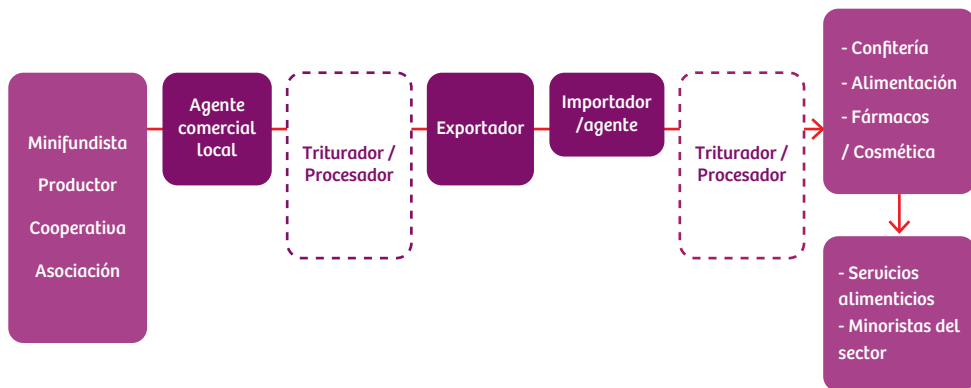 Minifundista
Productor
Cooperativa
Asociación
Agente
comercial
local
Triturador /
Procesador
Exportador
Importador
/agente
Triturador /
Procesador
- Confitería
- Alimentación
- Fármacos
/ Cosmética
- Servicios
alimenticios
- Minoristas del
sector